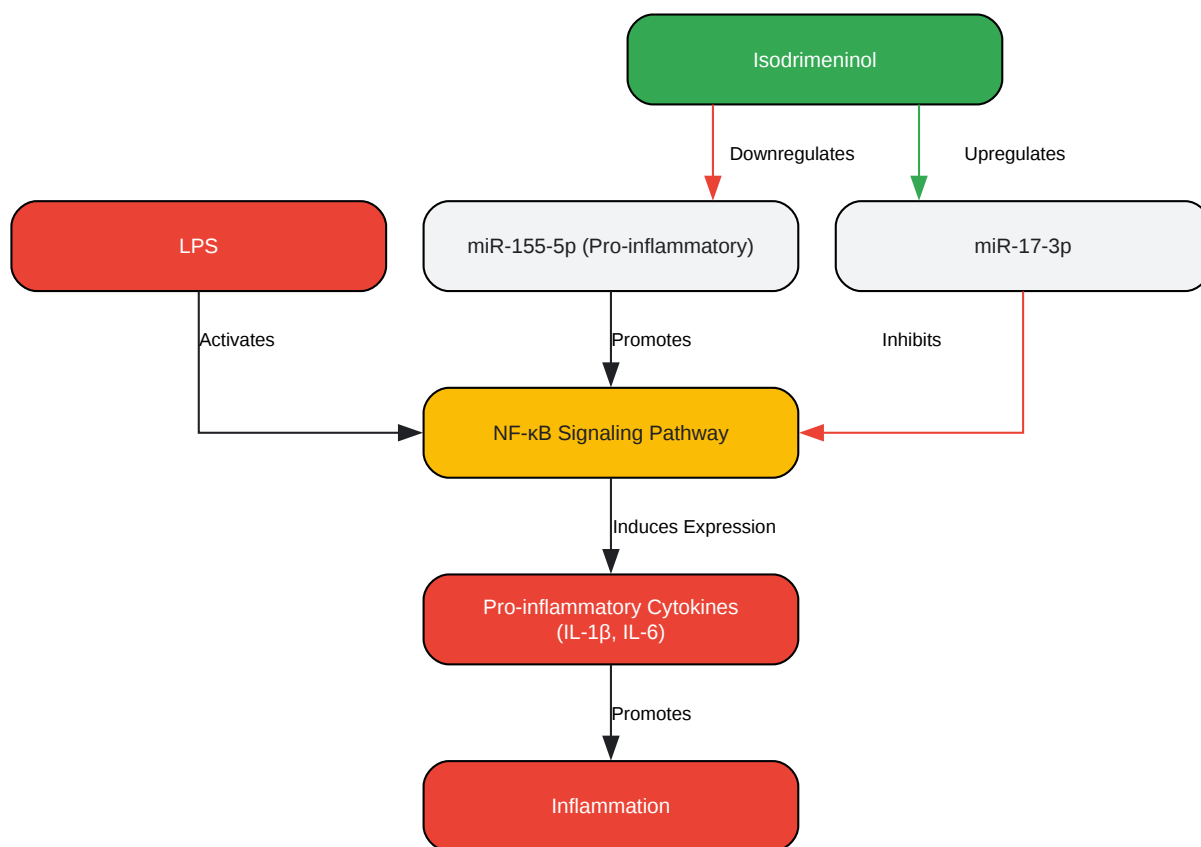 Isodrimeninol
Downregulates
Upregulates
LPS
miR-155-5p (Pro-inflammatory)
miR-17-3p
Activates
Promotes
Inhibits
NF-κB Signaling Pathway
Induces Expression
Pro-inflammatory Cytokines
(IL-1β, IL-6)
Promotes
Inflammation